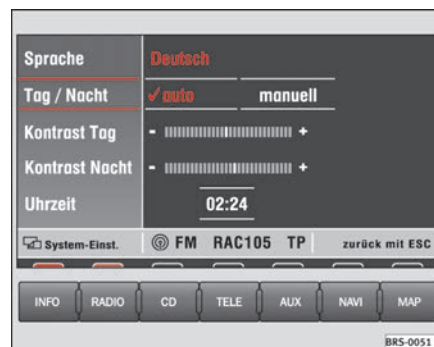 Sprache Deutsch
Tag / Nacht ✓auto manuell
Kontrast Tag - +
Kontrast Nacht - +
Uhrzeit 02:24
System-Einst. FM RAC105 TP zurück mit ESC
INFO RADIO CD TELE AUX NAVI MAP
BRS-0051